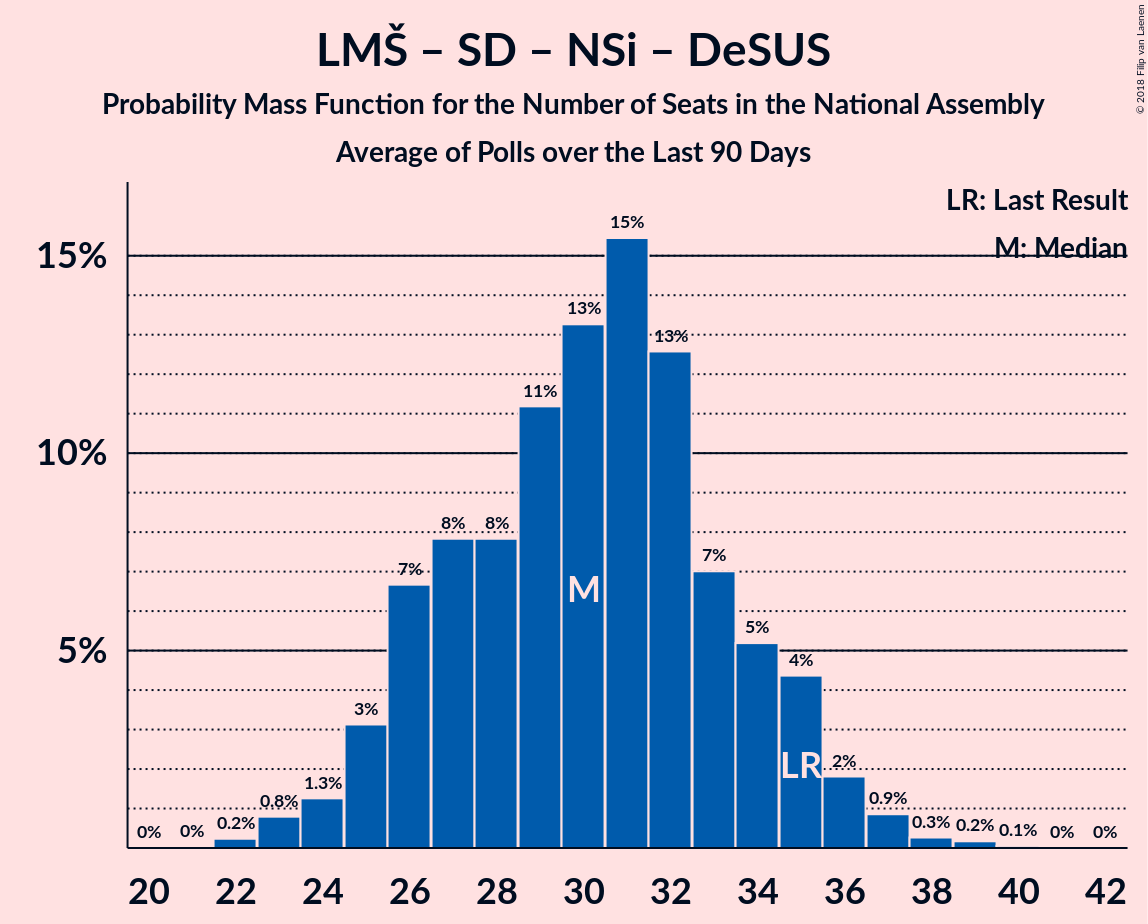 LMŠ – SD – NSi – DeSUS
Probability Mass Function for the Number of Seats in the National Assembly
Average of Polls over the Last 90 Days
© 2018 Filip van Laenen
LR: Last Result
M: Median
15%
10%
5%
0%
0%
0.2%
0.8%
1.3%
3%
7%
8%
8%
11%
13%
15%
13%
7%
5%
4%
2%
0.9%
0.3%
0.2%
0.1%
0%
0%
M
LR
20 22 24 26 28 30 32 34 36 38 40 42